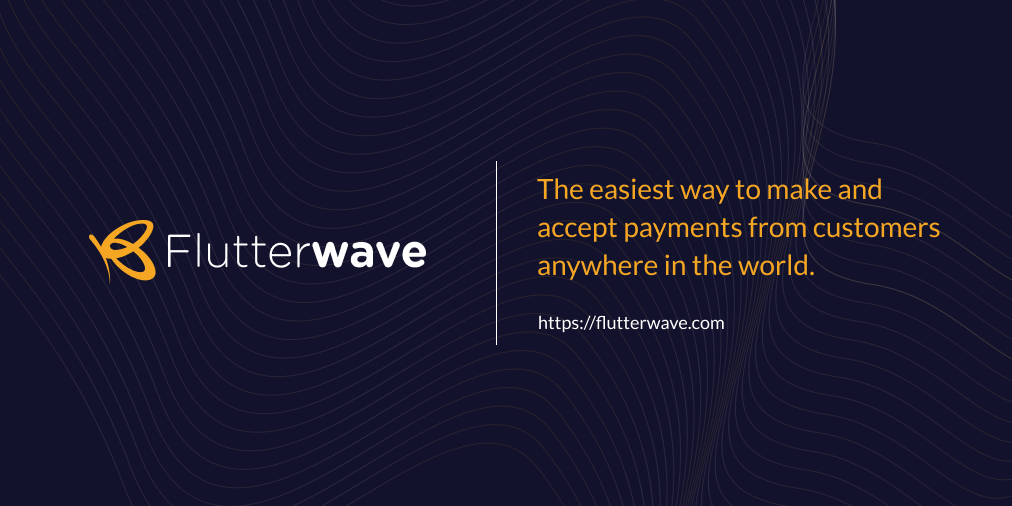 Flutterwave
The easiest way to make and
accept payments from customers
anywhere in the world.
https://flutterwave.com